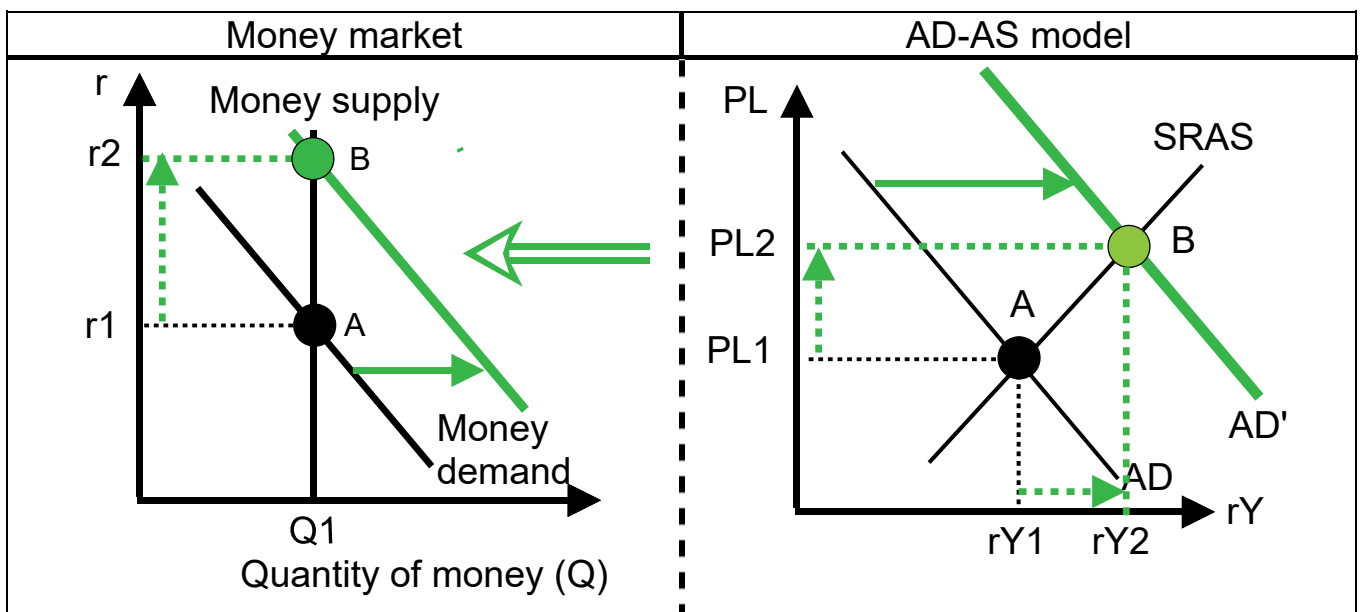 Money market
AD-AS model
r
Money supply
r2
B
r1
A
Money
demand
Q1
Quantity of money (Q)
PL
SRAS
PL2
B
A
PL1
AD'
AD
rY
rY1
rY2